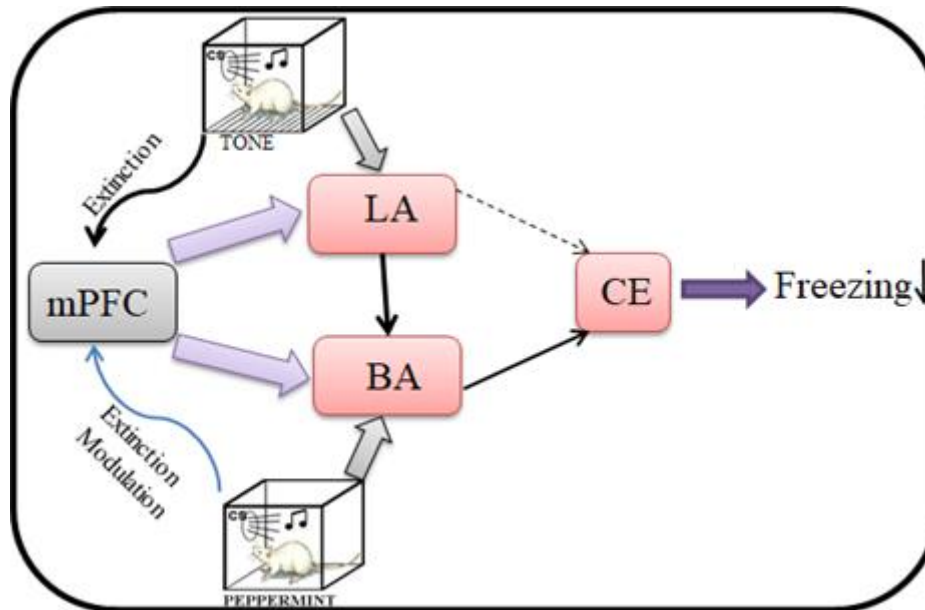 CS
TONE
Extinction
LA
mPFC
CE
Freezing
BA
Extinction
Modulation
CS
PEPPERMINT